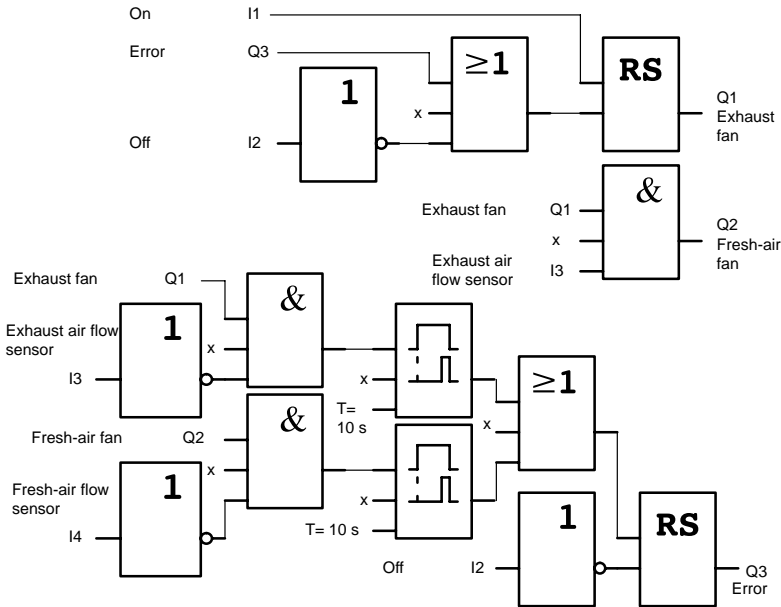 On I1
Error Q3
≥1
RS
1
x
Q1
Exhaust
fan
Off I2
&
Exhaust fan Q1
Q2
Fresh-air
fan
x
Exhaust air
flow sensor
I3
Exhaust fan Q1
&
1
Exhaust air flow
sensor
x
I3
x
T=
10 s
≥1
&
Fresh-air fan Q2
x
x
1
Fresh-air flow
sensor
x
I4
T= 10 s
1
RS
Off I2
Q3
Error